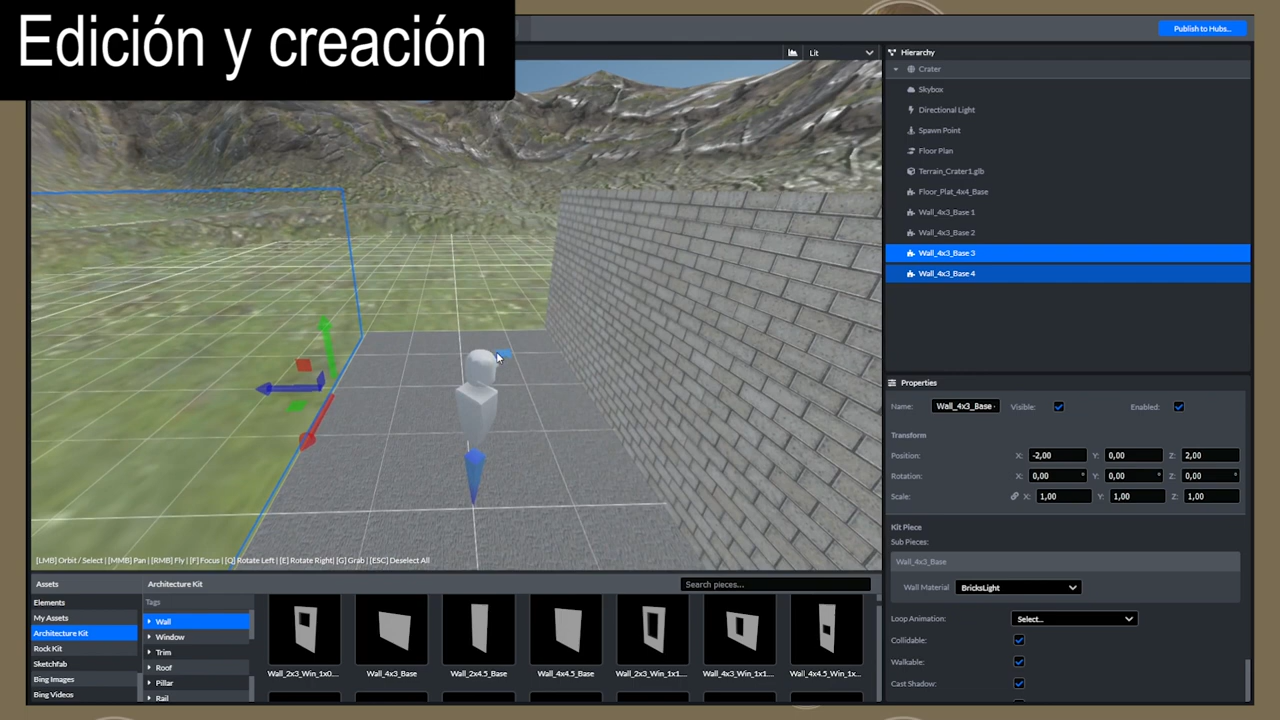 Edición y creación
Publish to Hubs...
Lit
Hierarchy
Crater
Skybox
Directional Light
Spawn Point
Floor Plan
Terrain_Crater1.glb
Floor_Plat_4x4_Base
Wall_4x3_Base 1
Wall_4x3_Base 2
Wall_4x3_Base 3
Wall_4x3_Base 4
Properties
Name: Wall_4x3_Base Visible: Enabled:
Transform
Position: X: -2,00 Y: 0,00 Z: 2,00
Rotation: X: 0,00 ° Y: 0,00 ° Z: 0,00 °
Scale: X: 1,00 Y: 1,00 Z: 1,00
Kit Piece
Sub Pieces:
Wall_4x3_Base
Wall Material BricksLight
Loop Animation: Select...
Collidable:
Walkable:
Cast Shadow:
[LMB] Orbit / Select | [MMB] Pan | [RMB] Fly | [F] Focus | [Q] Rotate Left | [E] Rotate Right| [G] Grab | [ESC] Deselect All
Assets
Elements
My Assets
Architecture Kit
Rock Kit
Sketchfab
Bing Images
Bing Videos
Architecture Kit
Search pieces...
Tags
Wall
Window
Trim
Roof
Pillar
Rail
Wall_2x3_Win_1x0...
Wall_4x3_Base
Wall_2x4.5_Base
Wall_4x4.5_Base
Wall_2x3_Win_1x1...
Wall_4x3_Win_1x1...
Wall_4x4.5_Win_1x...